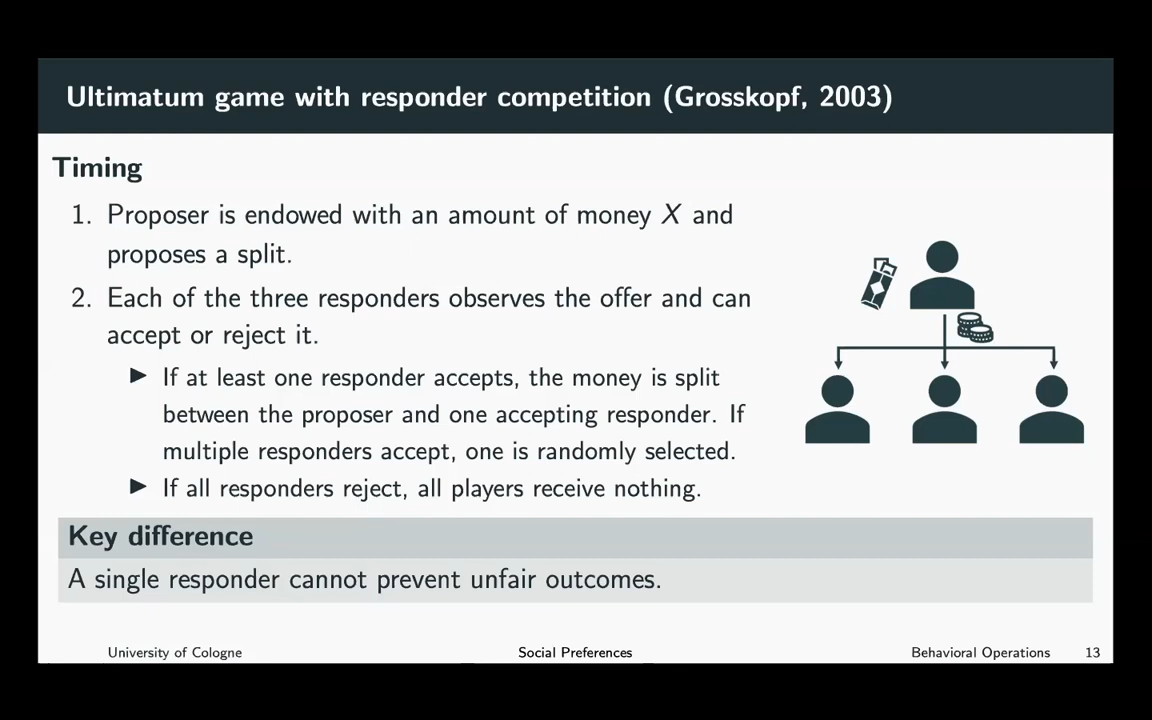 Ultimatum game with responder competition (Grosskopf, 2003)
Timing
1. Proposer is endowed with an amount of money X and
proposes a split.
2. Each of the three responders observes the offer and can
accept or reject it.
▶ If at least one responder accepts, the money is split
between the proposer and one accepting responder. If
multiple responders accept, one is randomly selected.
▶ If all responders reject, all players receive nothing.
Key difference
A single responder cannot prevent unfair outcomes.
University of Cologne Social Preferences Behavioral Operations 13